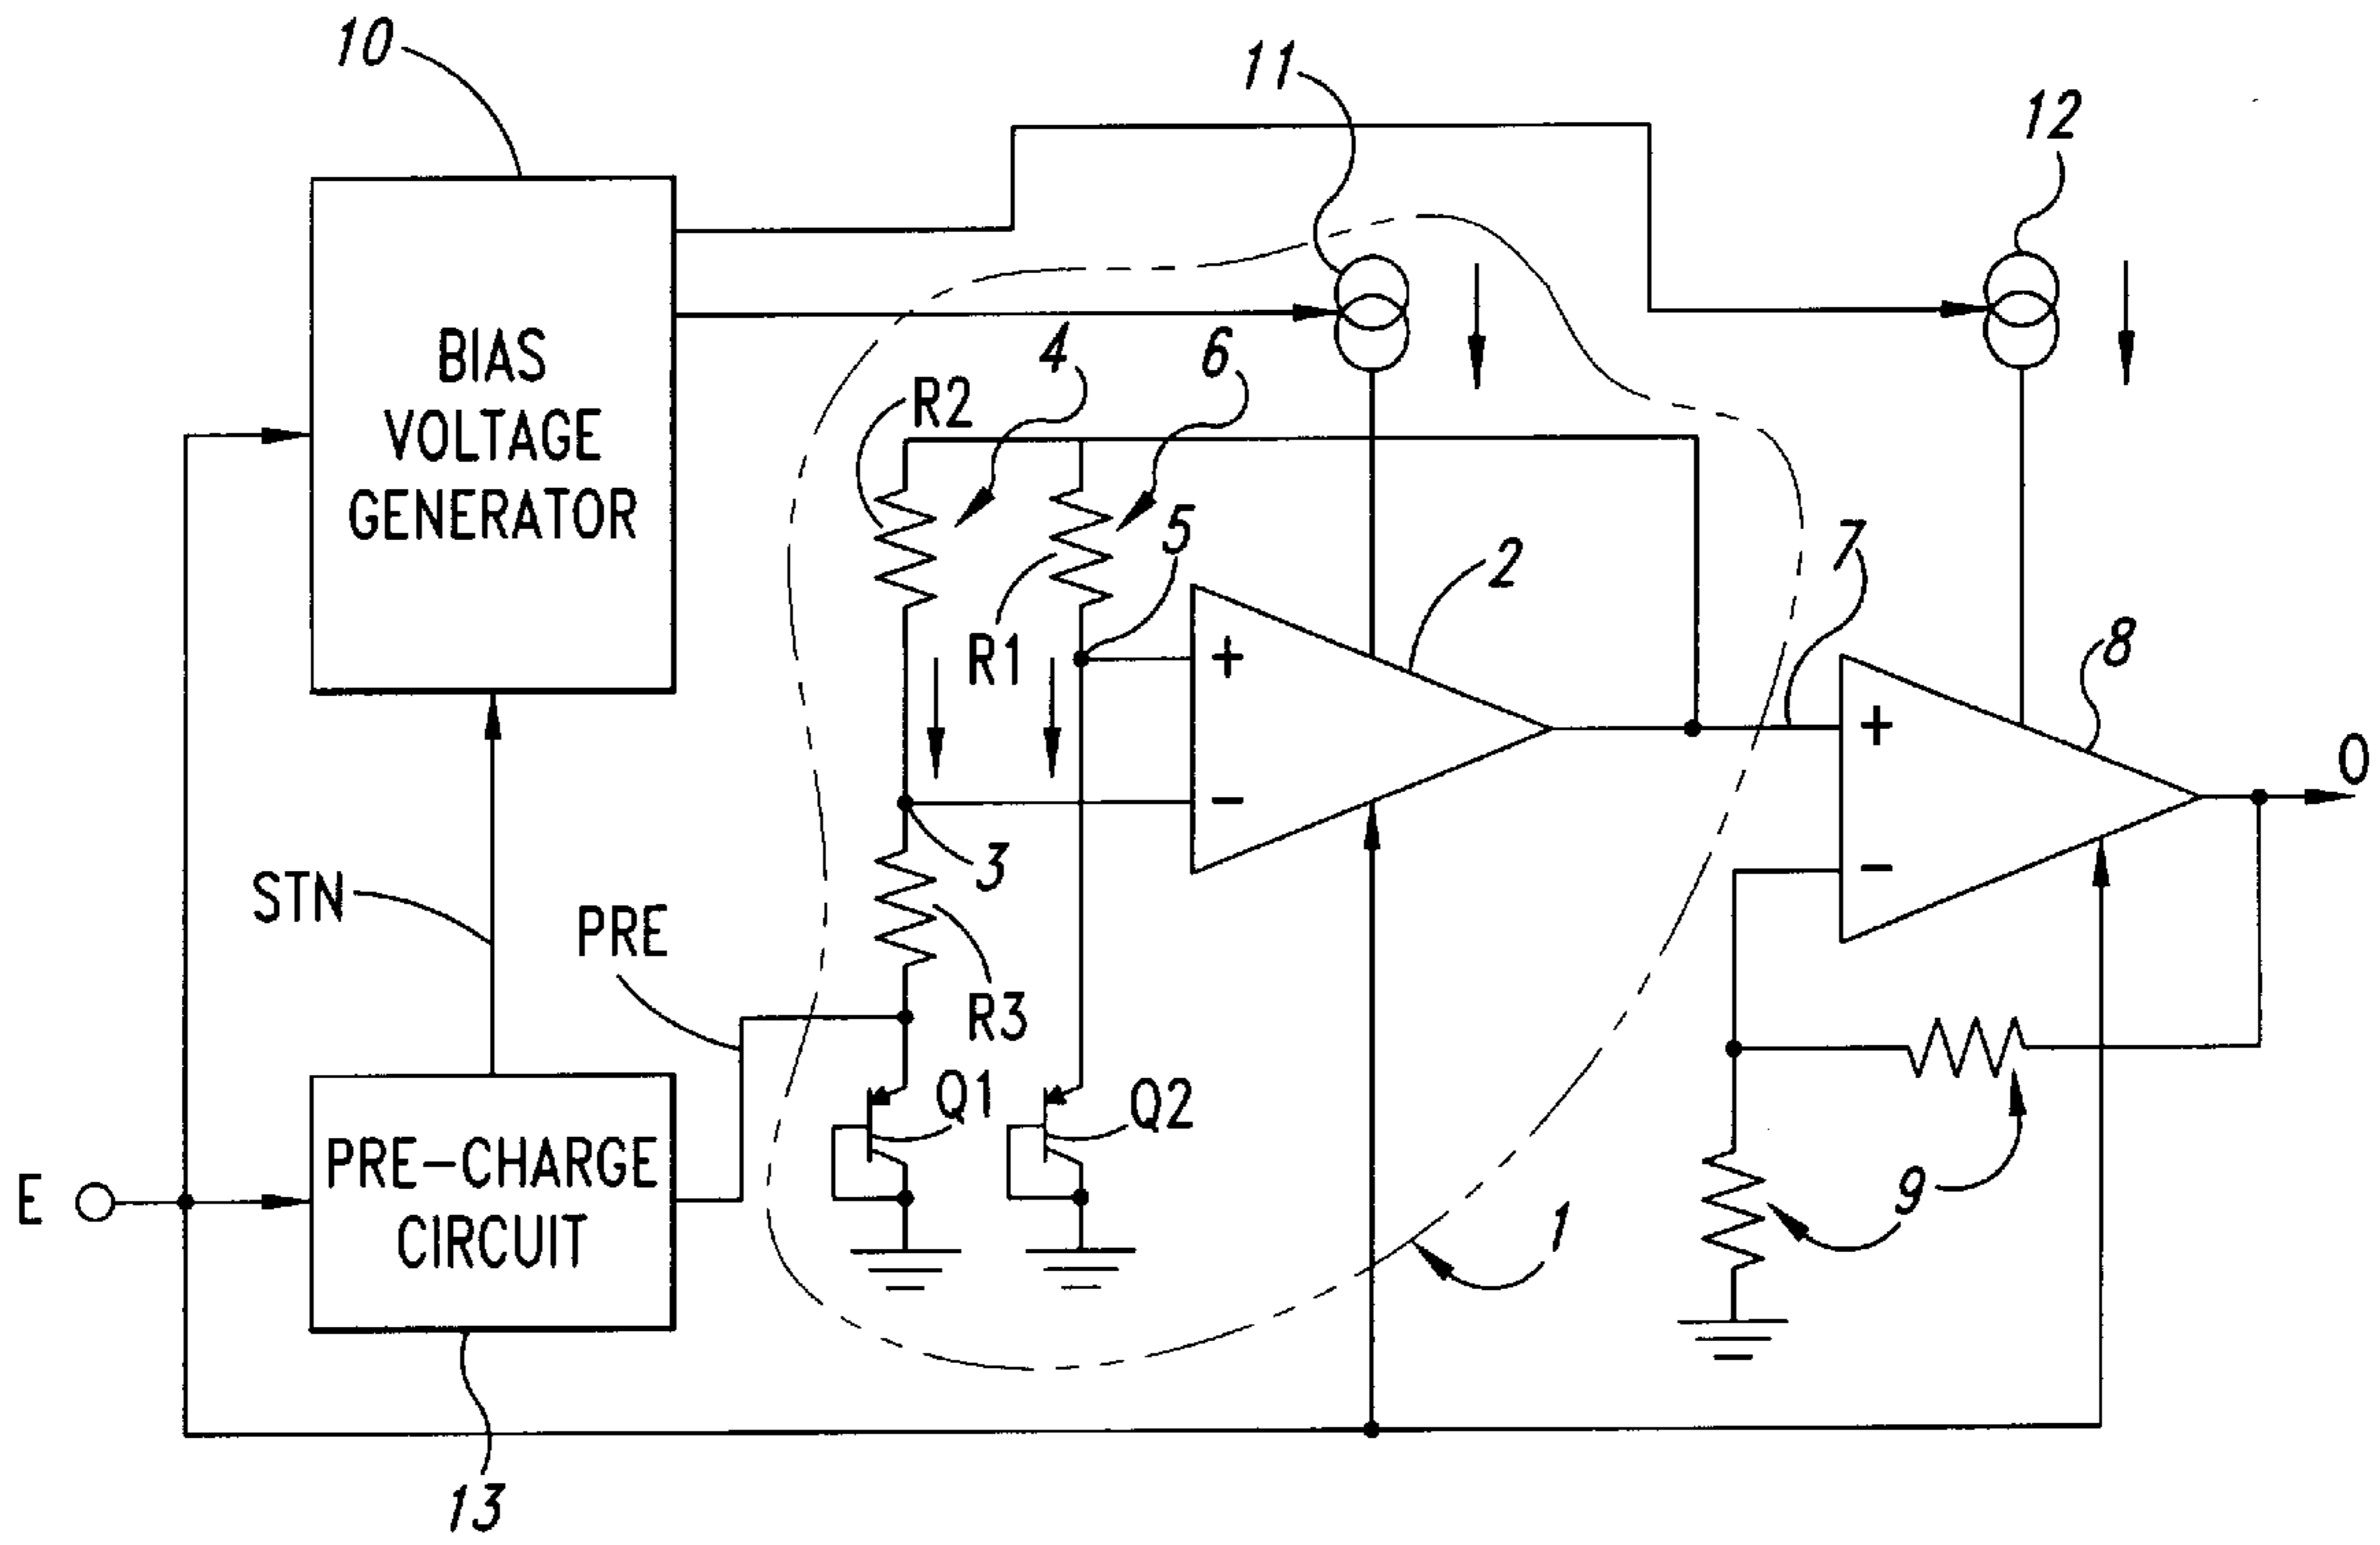 10
11
12
BIAS
VOLTAGE
GENERATOR
R2
4
6
5
2
7
8
R1
+
-
+
-
O
3
STN
PRE
R3
Q1
Q2
E
PRE-CHARGE
CIRCUIT
9
1
13